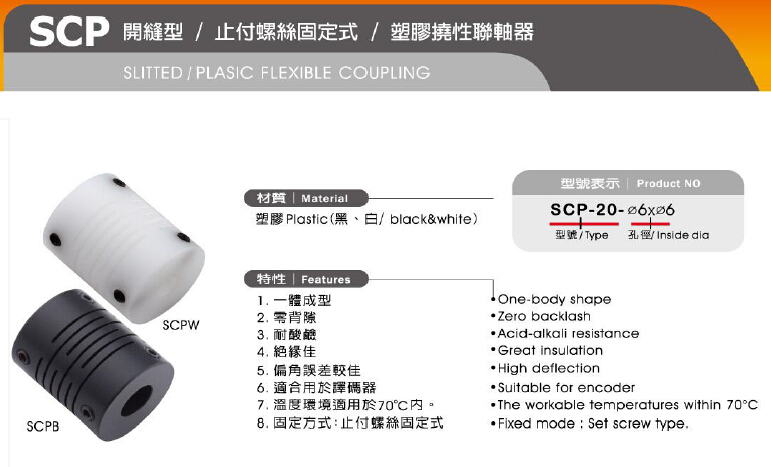 SCP 開縫型 / 止付螺絲固定式 / 塑膠撓性聯軸器
SLITTED / PLASIC FLEXIBLE COUPLING
材質 | Material
塑膠Plastic(黑、白/ black&white)
型號表示 | Product NO
SCP-20-ø6xø6
型號/Type 孔徑/Inside dia
SCPW
SCPB
特性 | Features
1. 一體成型
2. 零背隙
3. 耐酸鹼
4. 絕緣佳
5. 偏角誤差較佳
6. 適合用於譯碼器
7. 溫度環境適用於70°C內。
8. 固定方式:止付螺絲固定式
•One-body shape
•Zero backlash
•Acid-alkali resistance
•Great insulation
•High deflection
•Suitable for encoder
•The workable temperatures within 70°C
•Fixed mode : Set screw type.